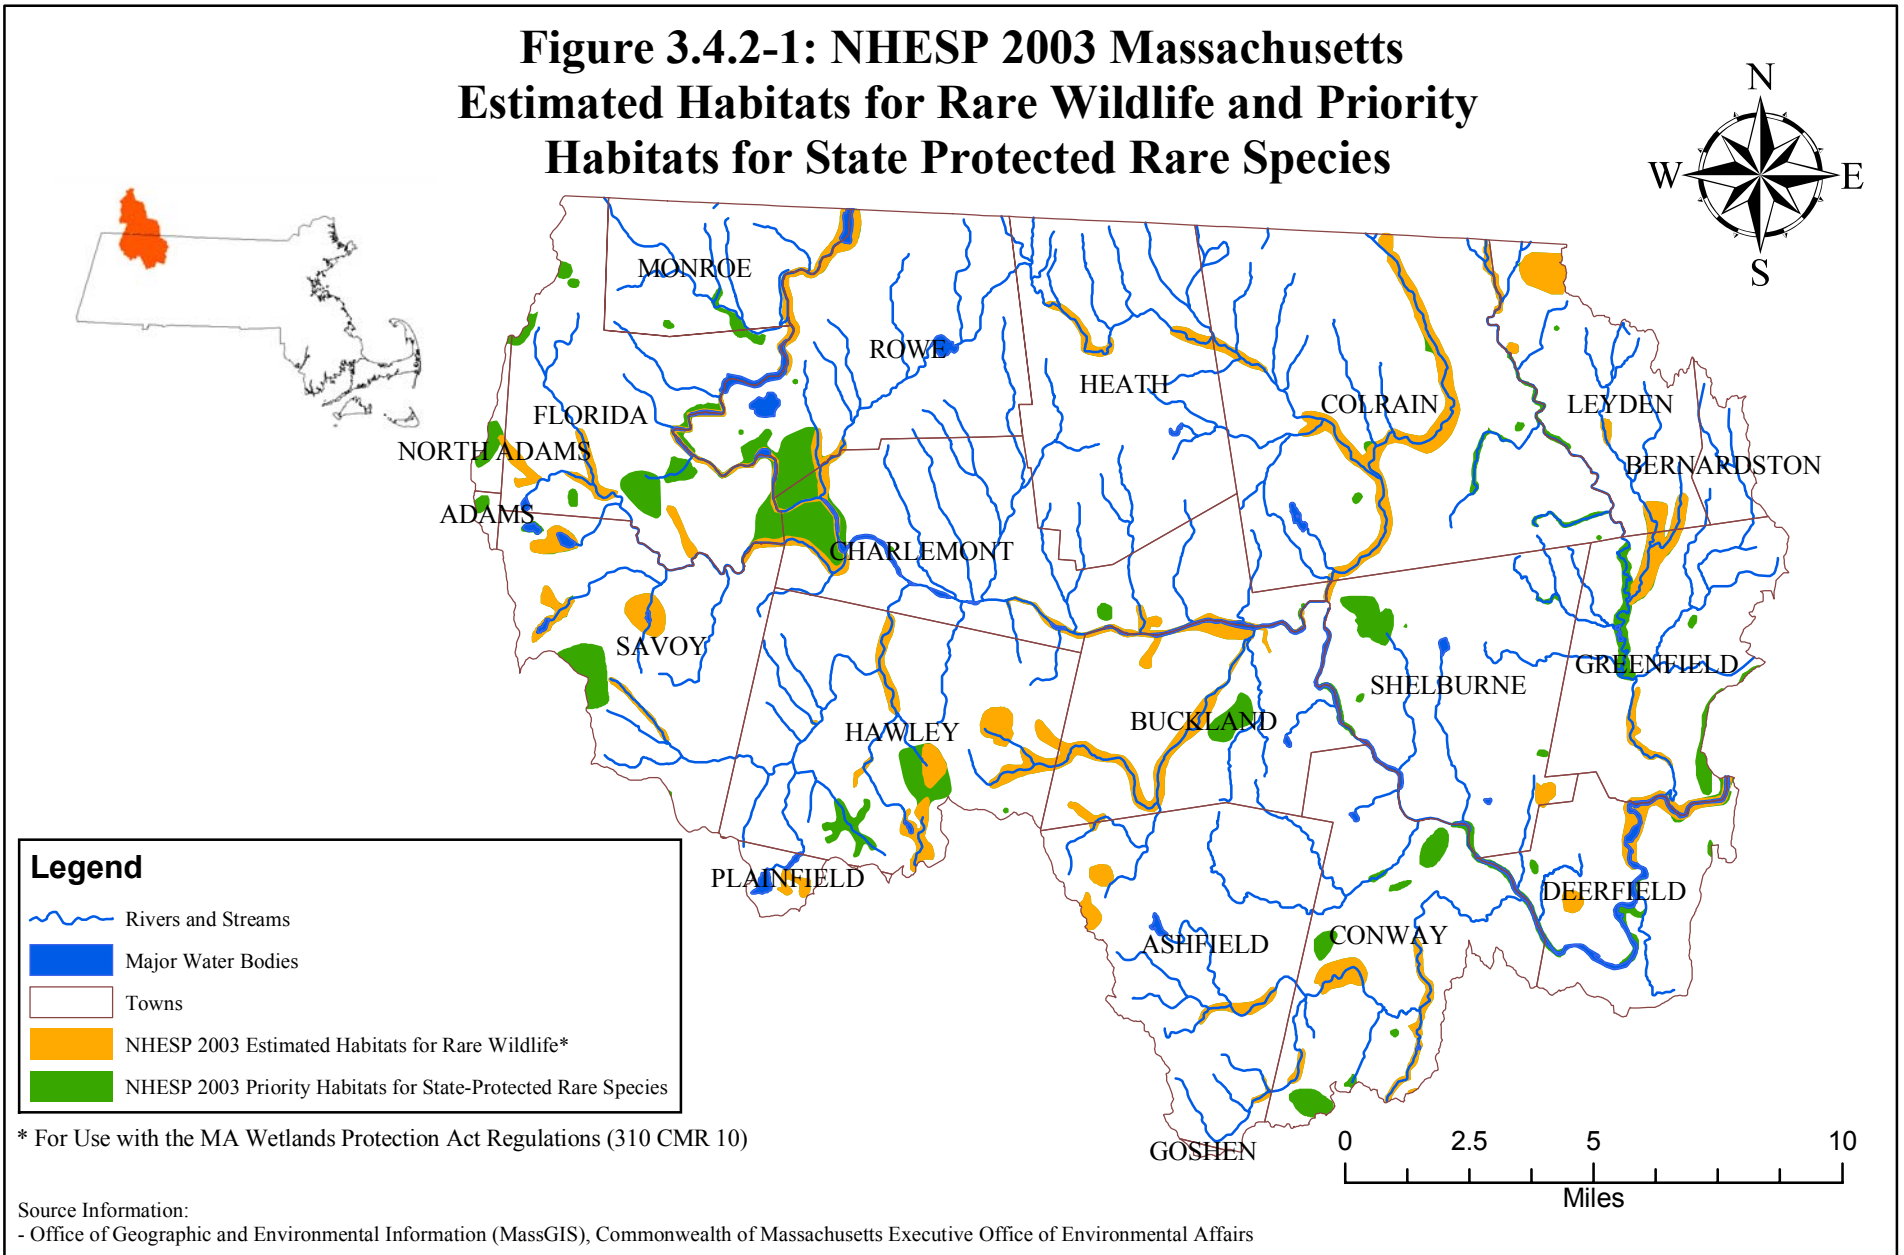 Figure 3.4.2-1: NHESP 2003 Massachusetts
Estimated Habitats for Rare Wildlife and Priority
Habitats for State Protected Rare Species
N
W
E
S
MONROE
ROWE
HEATH
COLRAIN
LEYDEN
FLORIDA
NORTH ADAMS
BERNARDSTON
ADAMS
CHARLEMONT
SAVOY
GREENFIELD
SHELBURNE
BUCKLAND
HAWLEY
PLAINFIELD
DEERFIELD
CONWAY
ASHFIELD
GOSHEN
Legend
Rivers and Streams
Major Water Bodies
Towns
NHESP 2003 Estimated Habitats for Rare Wildlife*
NHESP 2003 Priority Habitats for State-Protected Rare Species
* For Use with the MA Wetlands Protection Act Regulations (310 CMR 10)
0 2.5 5 10
Miles
Source Information:
- Office of Geographic and Environmental Information (MassGIS), Commonwealth of Massachusetts Executive Office of Environmental Affairs